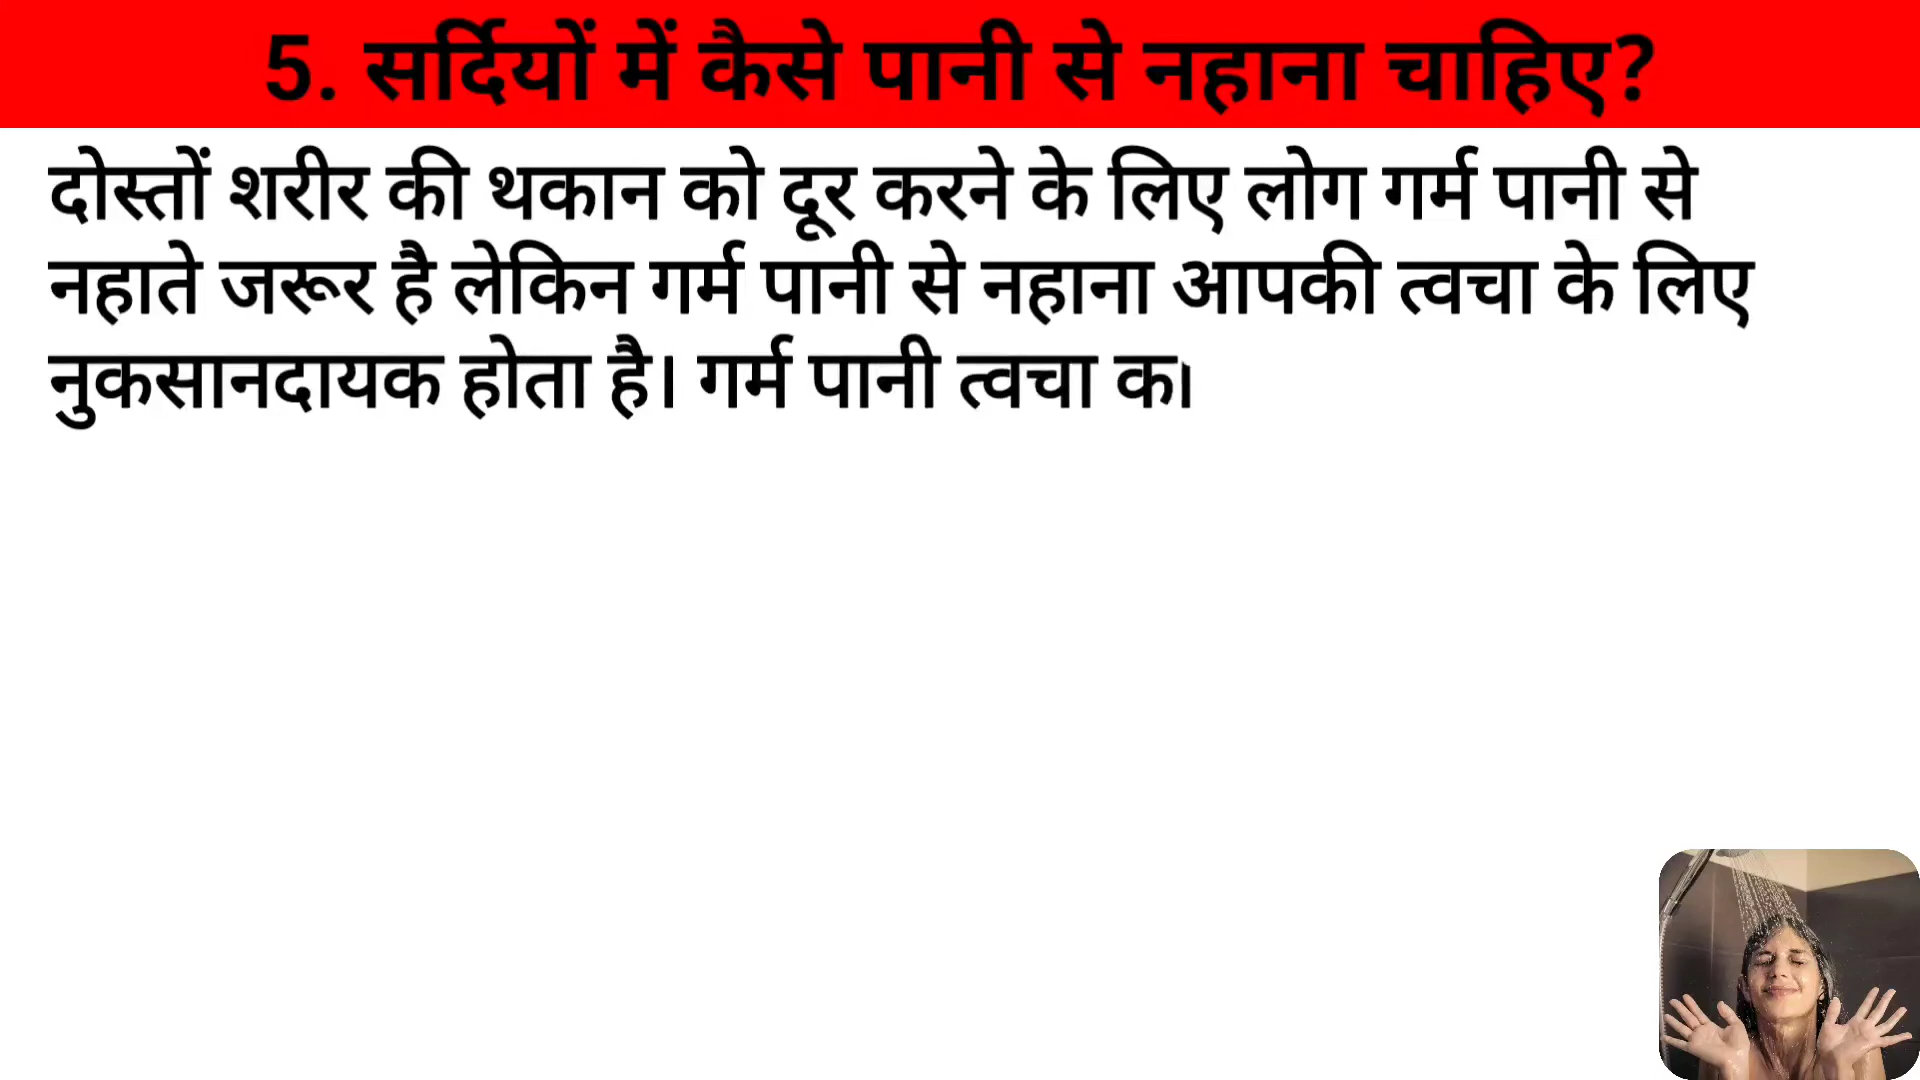 5. सर्दियों में कैसे पानी से नहाना चाहिए?
दोस्तों शरीर की थकान को दूर करने के लिए लोग गर्म पानी से
नहाते जरूर है लेकिन गर्म पानी से नहाना आपकी त्वचा के लिए
नुकसानदायक होता है। गर्म पानी त्वचा का